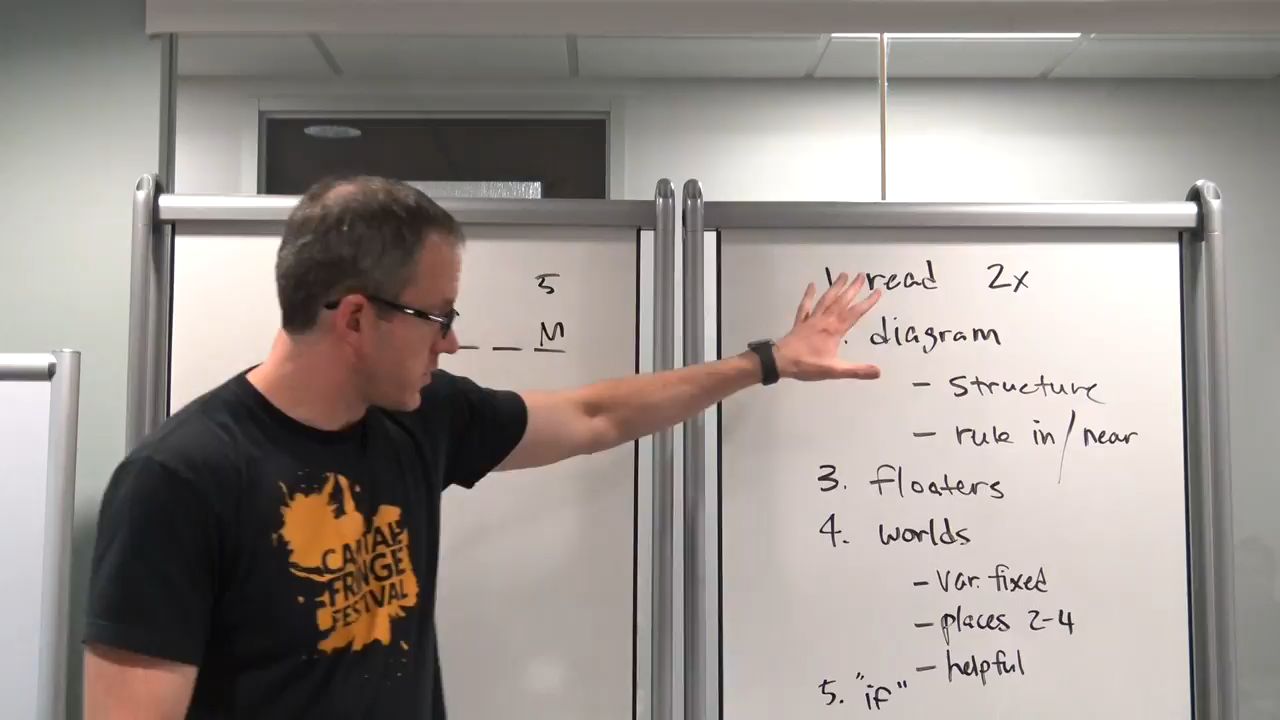 5
M
read 2x
diagram
- structure
- rule in/near
3. floaters
4. worlds
- var. fixed
- places 2-4
- helpful
5. "if"
CAPITAL
FRINGE
FESTIVAL